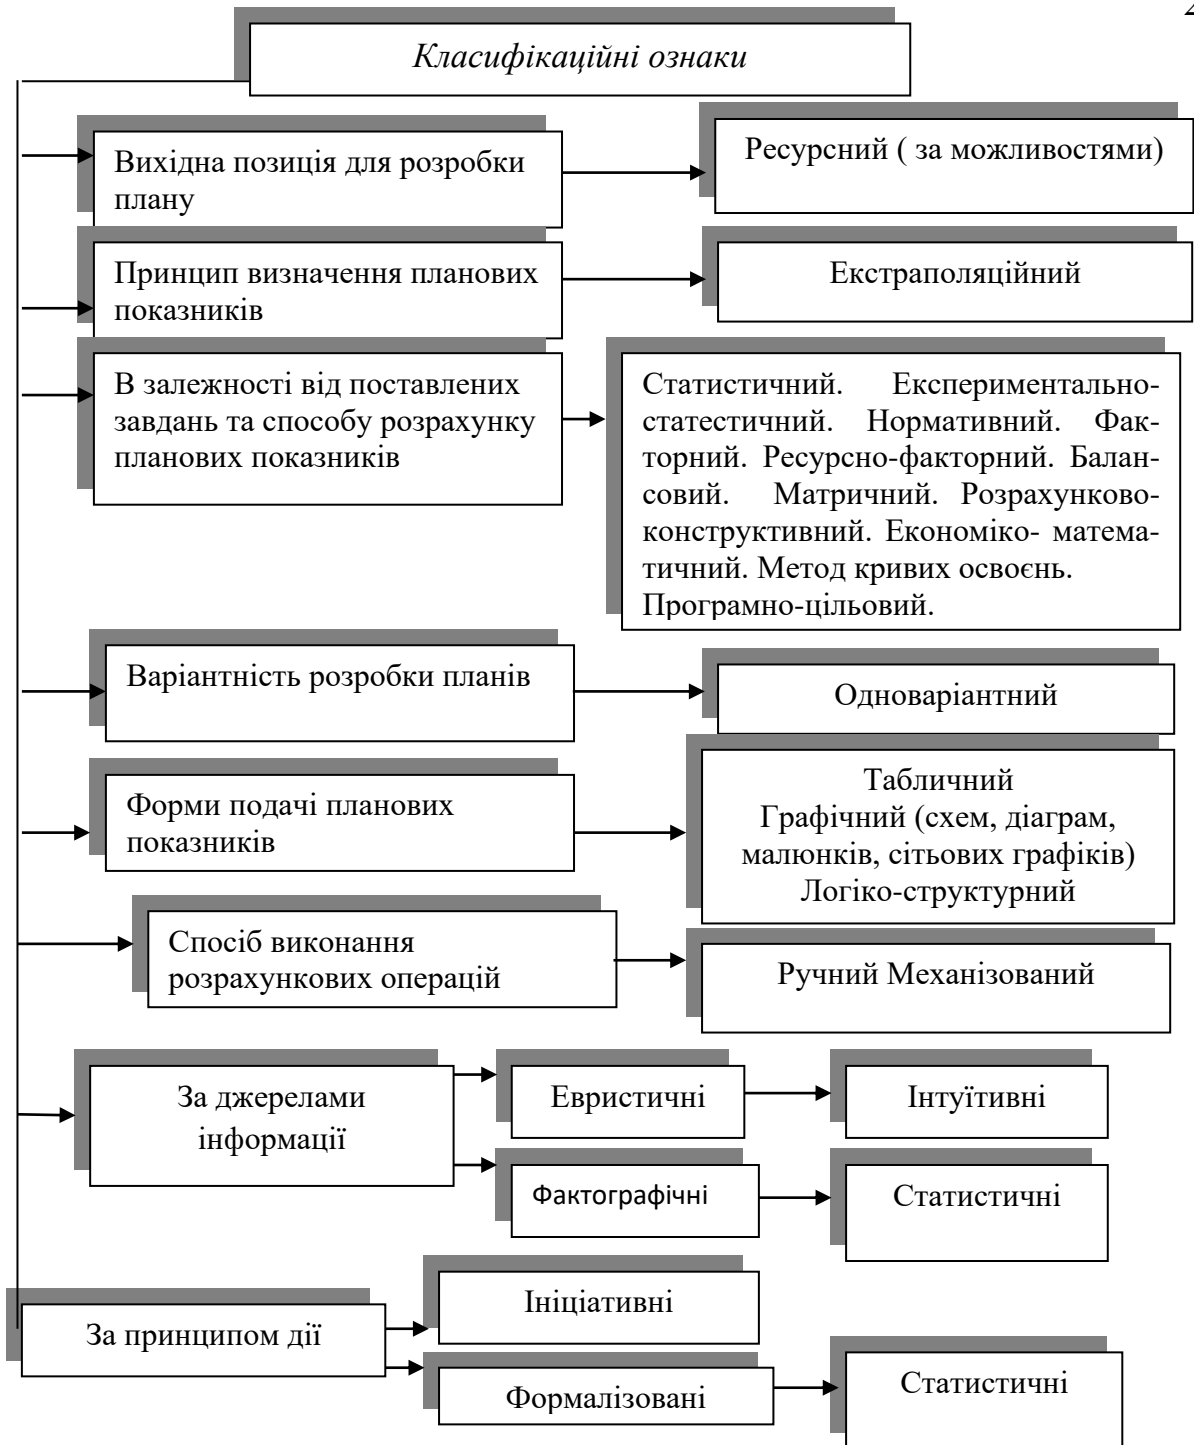 Класифікаційні ознаки
Вихідна позиція для розробки
плану
Ресурсний ( за можливостями)
Принцип визначення планових
показників
Екстраполяційний
В залежності від поставлених
завдань та способу розрахунку
планових показників
Статистичний. Експериментально-
статестичний. Нормативний. Фак-
торний. Ресурсно-факторний. Балан-
совий. Матричний. Розрахунково-
конструктивний. Економіко- матема-
тичний. Метод кривих освоєнь.
Програмно-цільовий.
Варіантність розробки планів
Одноваріантний
Форми подачі планових
показників
Табличний
Графічний (схем, діаграм,
малюнків, сітьових графіків)
Логіко-структурний
Спосіб виконання
розрахункових операцій
Ручний Механізований
За джерелами
інформації
Евристичні
Інтуїтивні
Фактографічні
Статистичні
За принципом дії
Ініціативні
Формалізовані
Статистичні